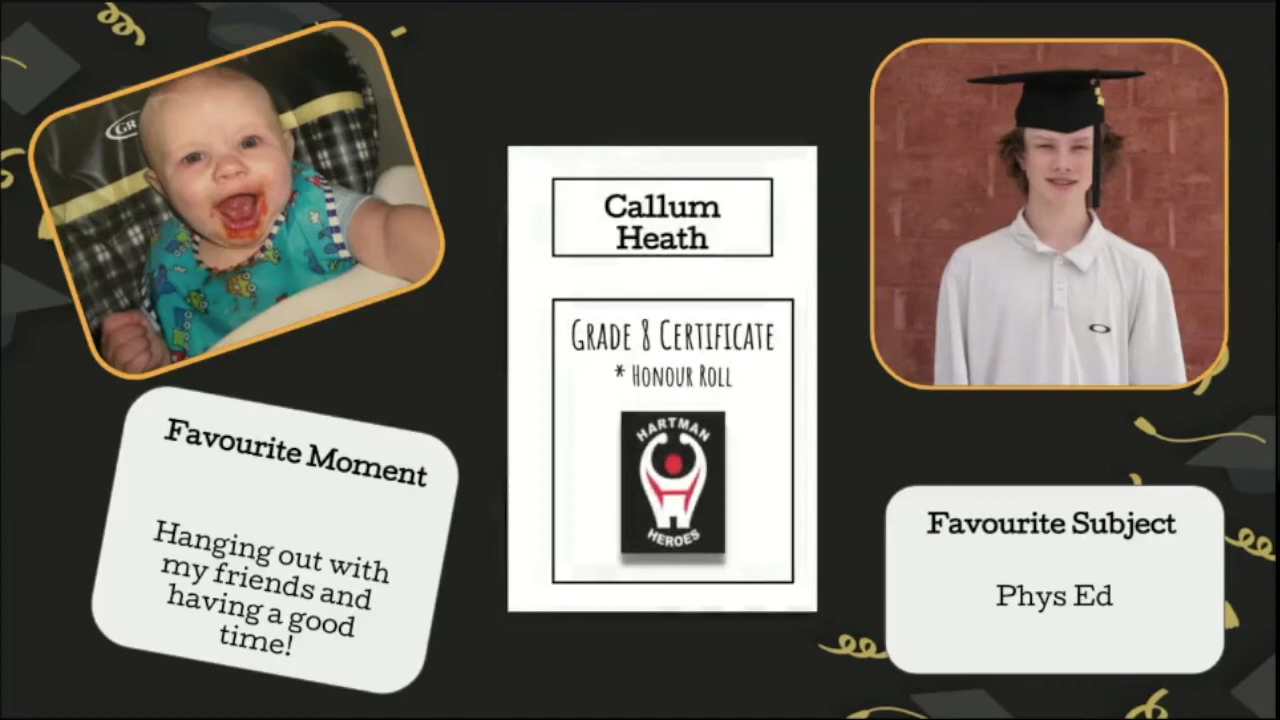 Callum
Heath
Grade 8 Certificate
* Honour Roll
HARTMAN
HEROES
Favourite Moment
Hanging out with
my friends and
having a good
time!
Favourite Subject
Phys Ed